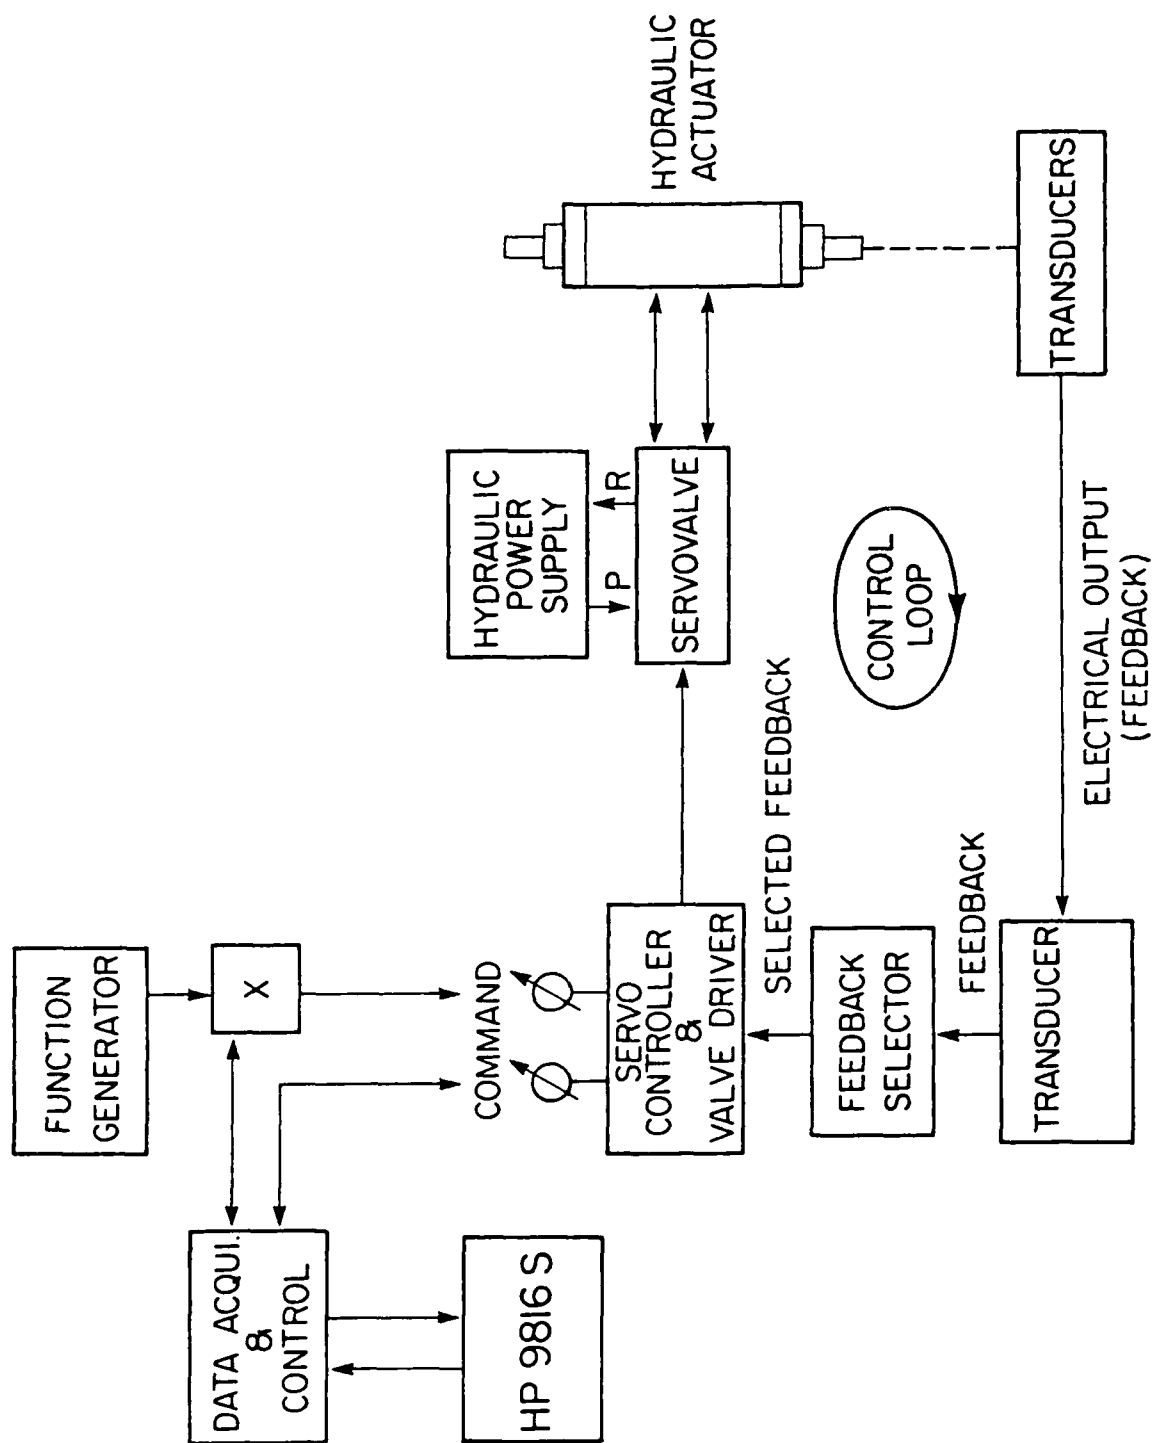 FUNCTION
GENERATOR
X
DATA ACQUI.
&
CONTROL
HP 9816 S
COMMAND
SERVO
CONTROLLER
&
VALVE DRIVER
SELECTED FEEDBACK
FEEDBACK
SELECTOR
FEEDBACK
TRANSDUCER
HYDRAULIC
POWER
SUPPLY
P
R
SERVOVALVE
CONTROL
LOOP
HYDRAULIC
ACTUATOR
TRANSDUCERS
ELECTRICAL OUTPUT
(FEEDBACK)